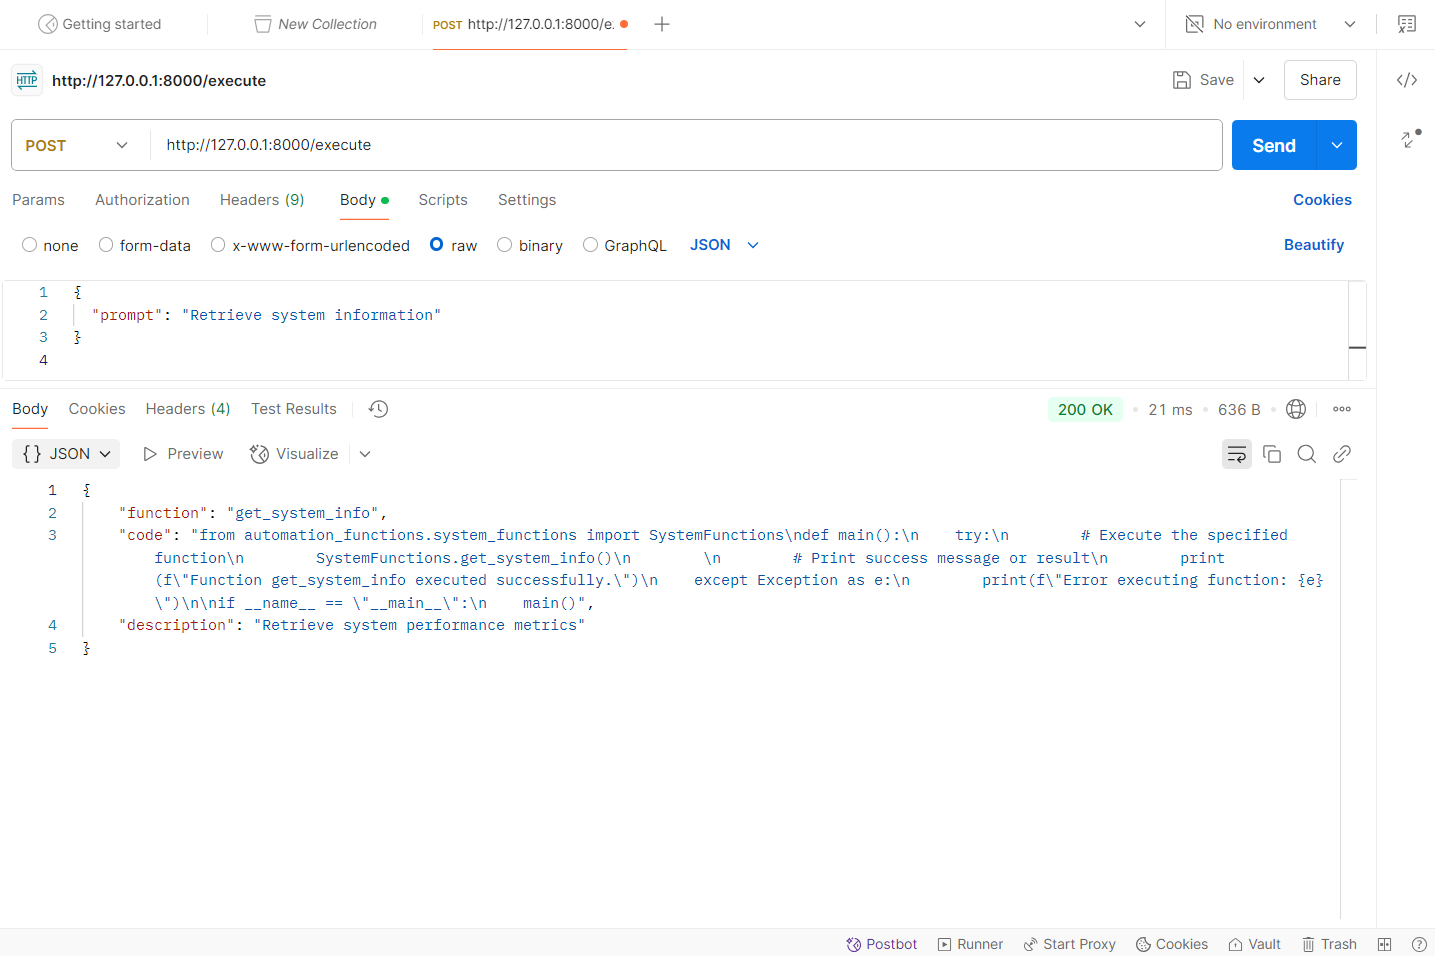 Getting started New Collection POST http://127.0.0.1:8000/e. No environment
HTTP http://127.0.0.1:8000/execute Save Share
POST http://127.0.0.1:8000/execute Send
Params Authorization Headers (9) Body Scripts Settings Cookies
none form-data x-www-form-urlencoded raw binary GraphQL JSON Beautify
1 {
2 "prompt": "Retrieve system information"
3 }
4
Body Cookies Headers (4) Test Results 200 OK 21 ms 636 B
{} JSON Preview Visualize
1 {
2 "function": "get_system_info",
3 "code": "from automation_functions.system_functions import SystemFunctions\ndef main():\n    try:\n        # Execute the specified
function\n        SystemFunctions.get_system_info()\n        \n        # Print success message or result\n        print
(f\"Function get_system_info executed successfully.\")\n    except Exception as e:\n        print(f\"Error executing function: {e}
\")\n\nif __name__ == \"__main__\":\n    main()",
4 "description": "Retrieve system performance metrics"
5 }
Postbot Runner Start Proxy Cookies Vault Trash